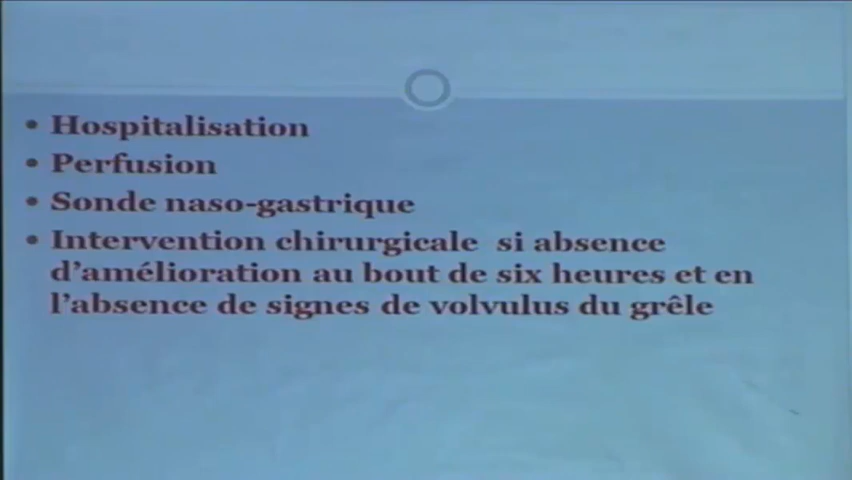 • Hospitalisation
• Perfusion
• Sonde naso-gastrique
• Intervention chirurgicale si absence
d'amélioration au bout de six heures et en
l'absence de signes de volvulus du grêle